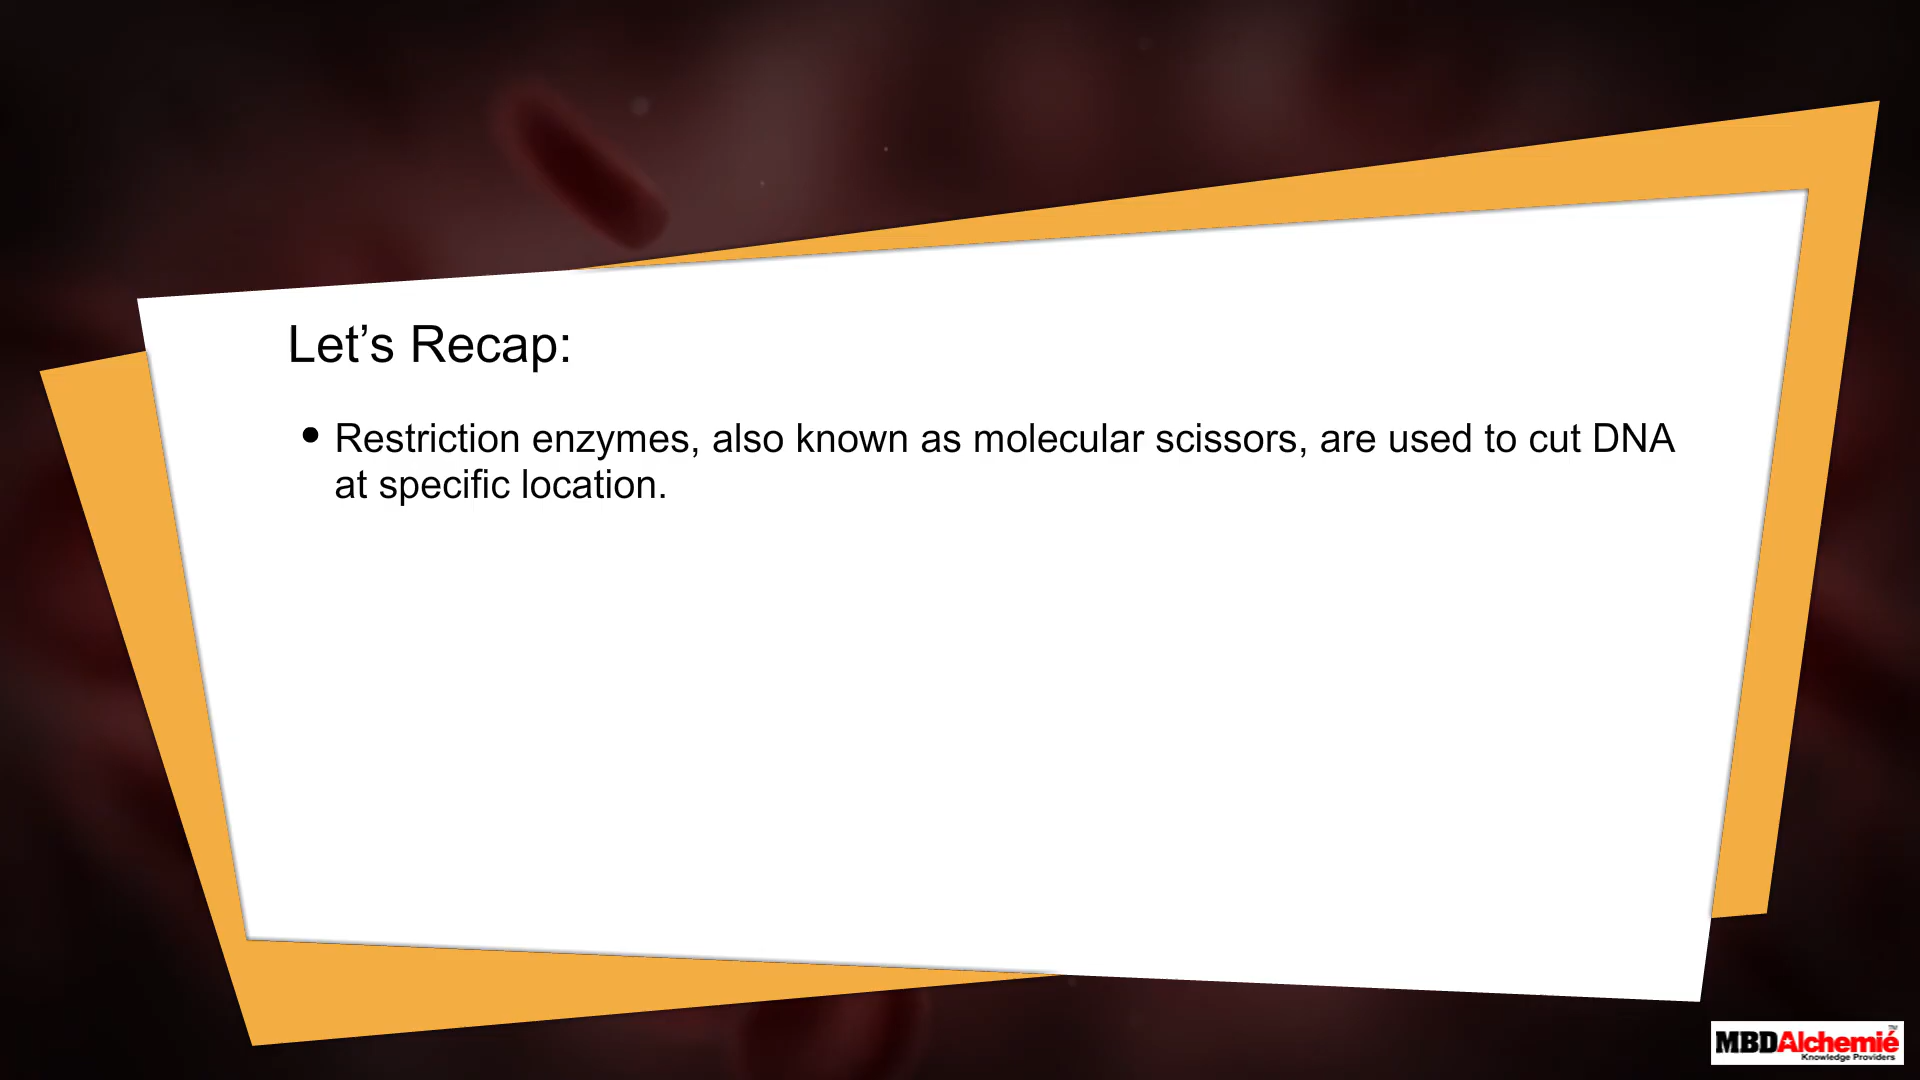 Let’s Recap:
• Restriction enzymes, also known as molecular scissors, are used to cut DNA
at specific location.
MBDAlchemié™
Knowledge Providers